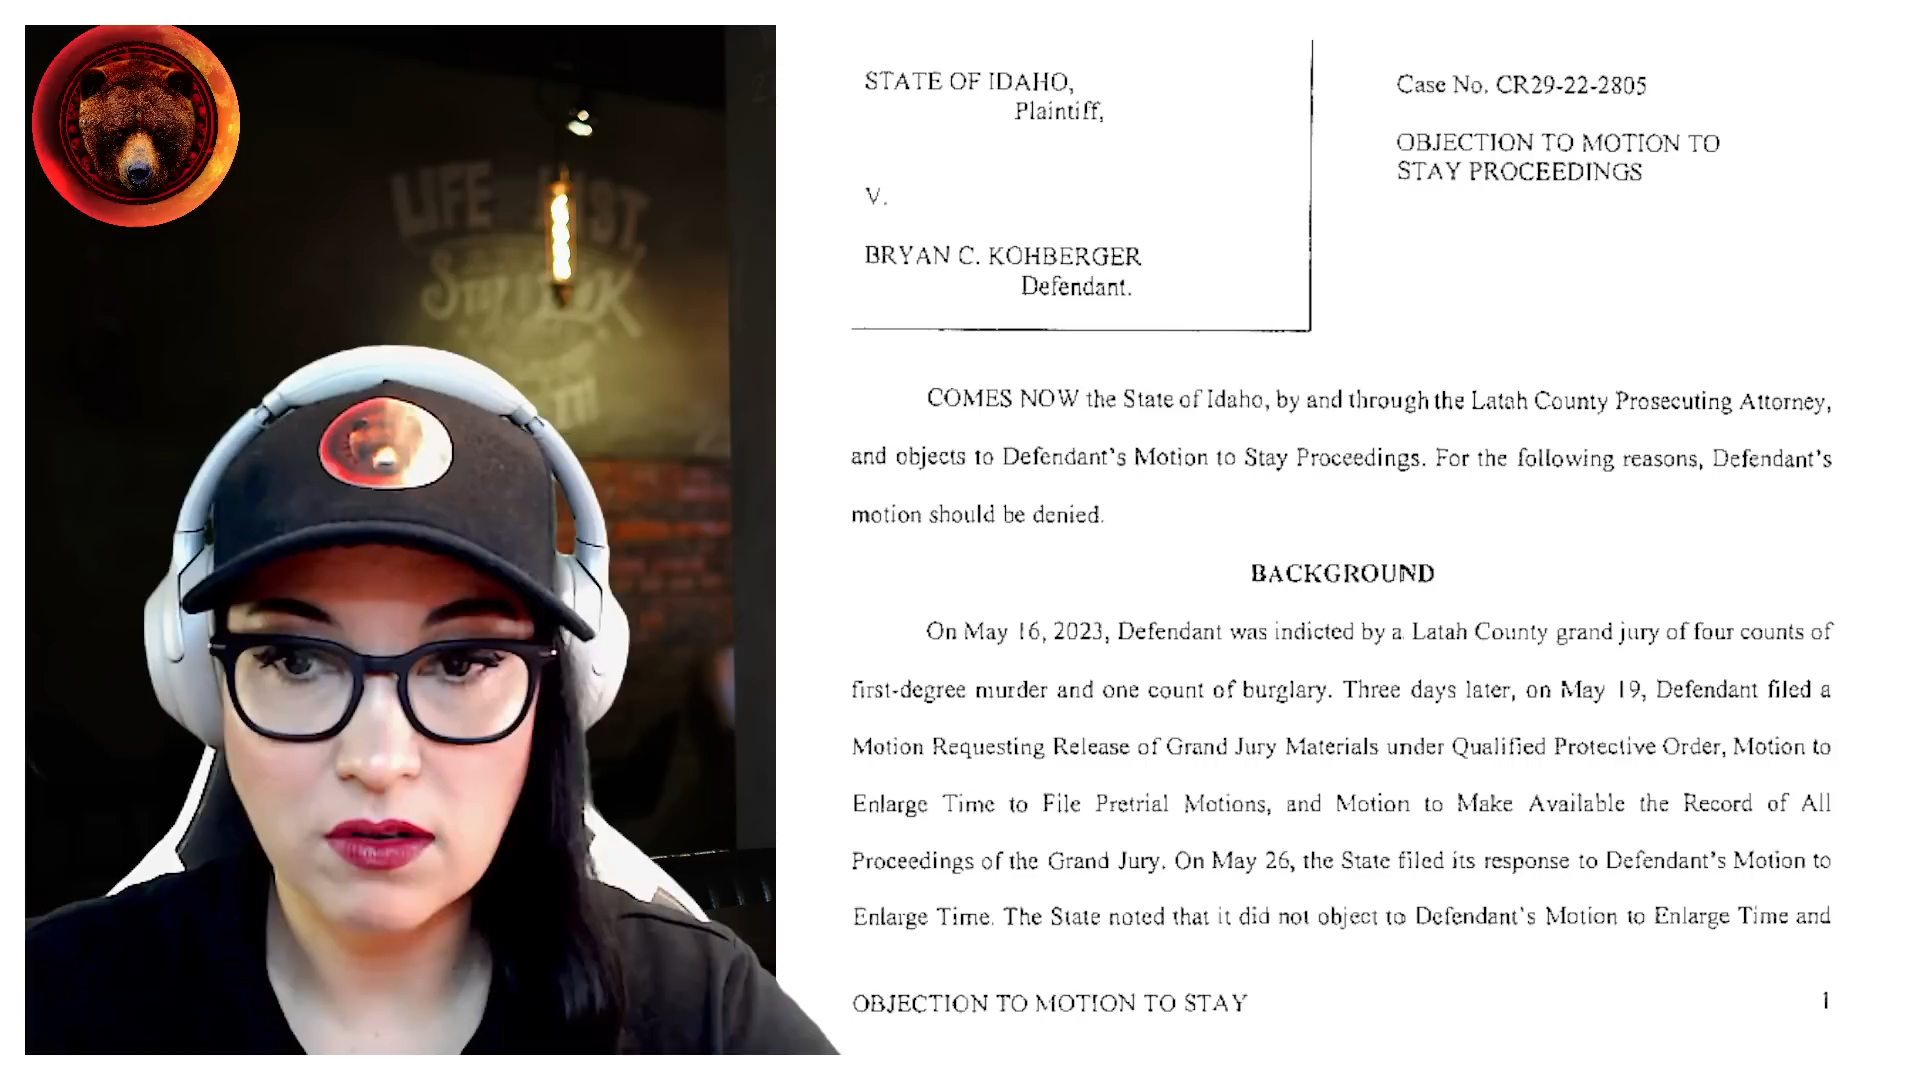 LIFE
STATE OF IDAHO,
Plaintiff,
V.
BRYAN C. KOHBERGER
Defendant.
Case No. CR29-22-2805
OBJECTION TO MOTION TO
STAY PROCEEDINGS
COMES NOW the State of Idaho, by and through the Latah County Prosecuting Attorney,
and objects to Defendant's Motion to Stay Proceedings. For the following reasons, Defendant's
motion should be denied.
BACKGROUND
On May 16, 2023, Defendant was indicted by a Latah County grand jury of four counts of
first-degree murder and one count of burglary. Three days later, on May 19, Defendant filed a
Motion Requesting Release of Grand Jury Materials under Qualified Protective Order, Motion to
Enlarge Time to File Pretrial Motions, and Motion to Make Available the Record of All
Proceedings of the Grand Jury. On May 26, the State filed its response to Defendant's Motion to
Enlarge Time. The State noted that it did not object to Defendant's Motion to Enlarge Time and
OBJECTION TO MOTION TO STAY
1